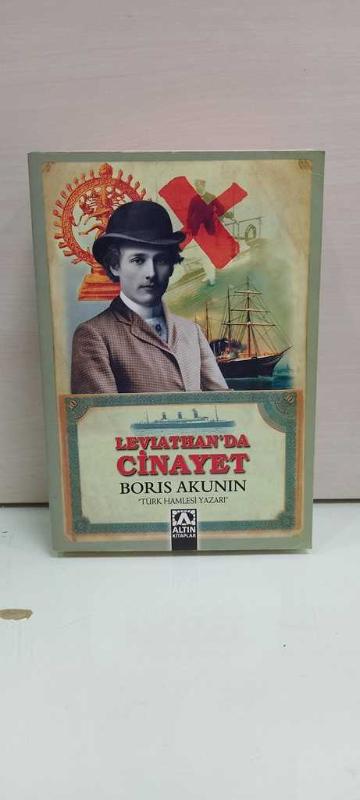 LEVIATHAN'DA
CİNAYET
BORIS AKUNIN
"TÜRK HAMLESİ YAZARI"
ALTIN
KİTAPLAR